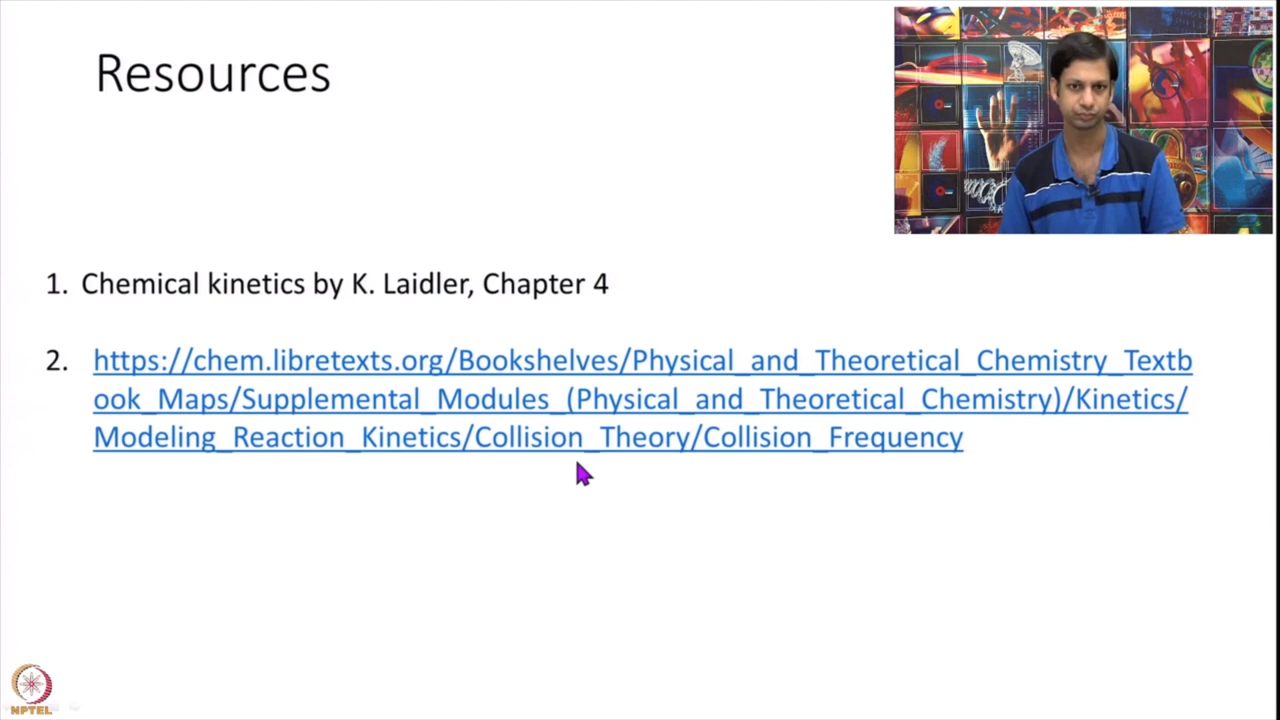 Resources
1. Chemical kinetics by K. Laidler, Chapter 4
2. https://chem.libretexts.org/Bookshelves/Physical_and_Theoretical_Chemistry_Textb
ook_Maps/Supplemental_Modules_(Physical_and_Theoretical_Chemistry)/Kinetics/
Modeling_Reaction_Kinetics/Collision_Theory/Collision_Frequency
NPTEL